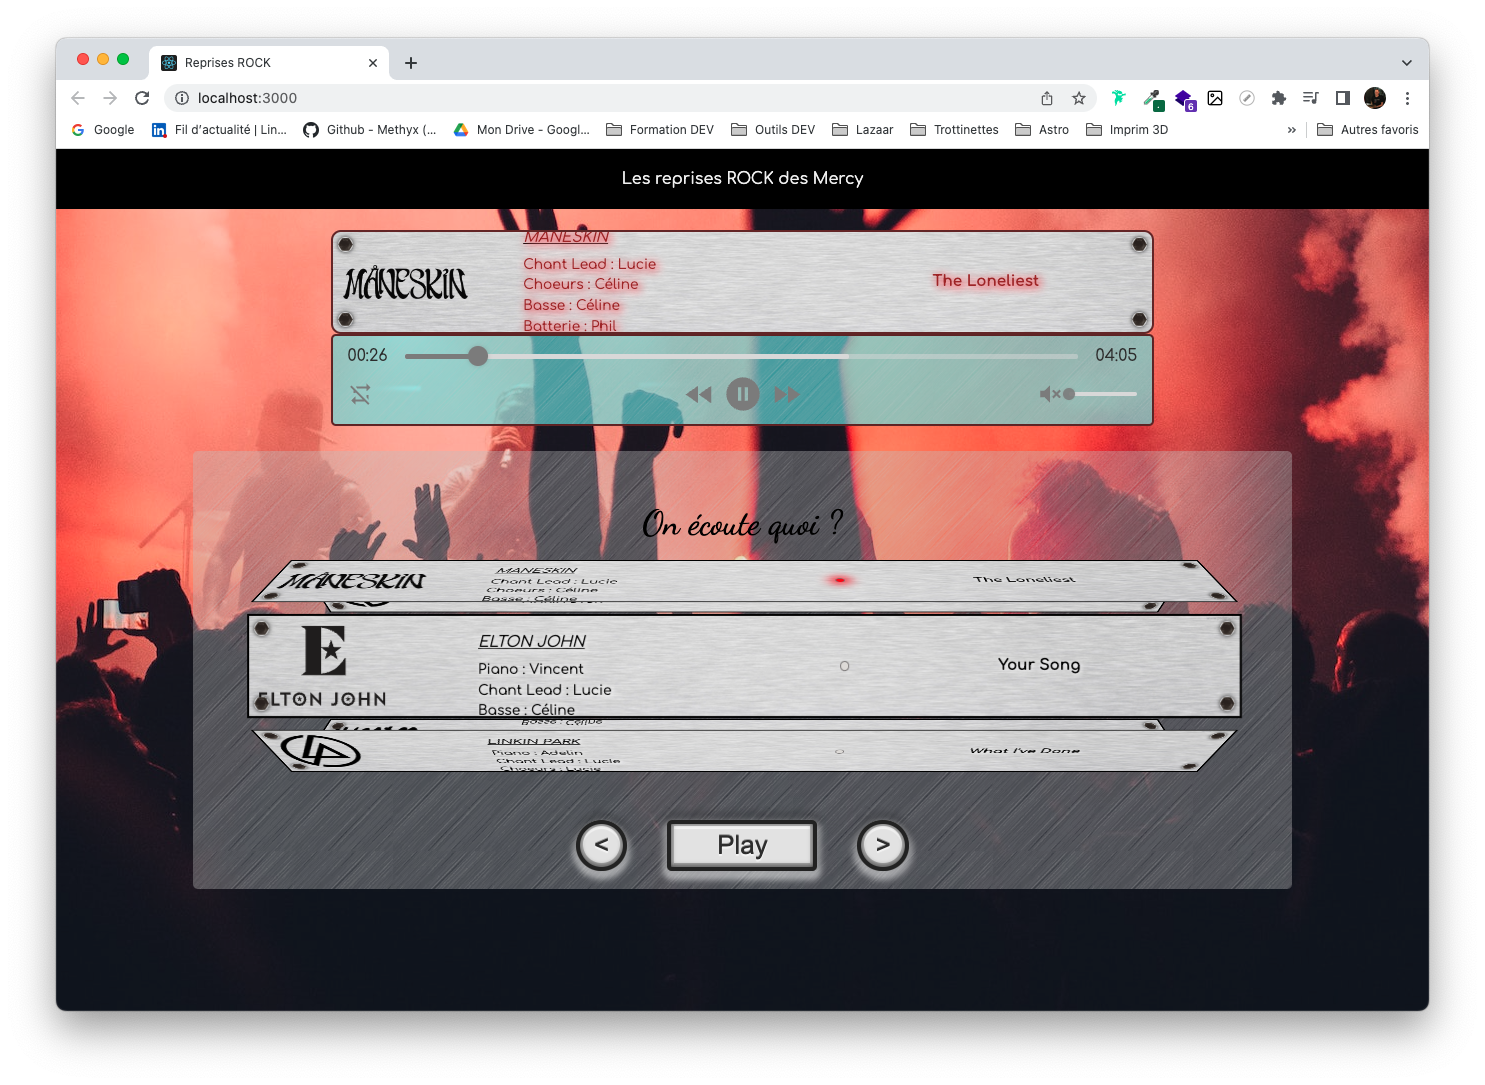 Reprises ROCK
localhost:3000
6
Google
Fil d'actualité | Lin...
Github - Methyx (...
Mon Drive - Googl...
Formation DEV
Outils DEV
Lazaar
Trottinettes
Astro
Imprim 3D
»
Autres favoris
Les reprises ROCK des Mercy
MÅNESKIN
MANESKIN
Chant Lead : Lucie
Choeurs : Céline
Basse : Céline
Batterie : Phil
The Loneliest
00:26
04:05
On écoute quoi ?
MÅNESKIN
MANESKIN
Chant Lead : Lucie
Choeurs : Céline
Basse : Céline
The Loneliest
E
ELTON JOHN
ELTON JOHN
Piano : Vincent
Chant Lead : Lucie
Basse : Céline
Your Song
Basse : Céline
LINKIN PARK
Piano : Adelin
Chant Lead : Lucie
Choeurs : Lucie
What I've Done
<
Play
>